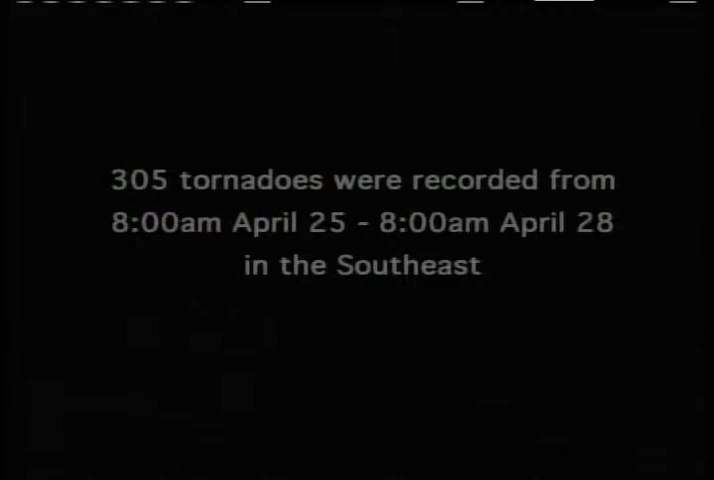 305 tornadoes were recorded from
8:00am April 25 - 8:00am April 28
in the Southeast